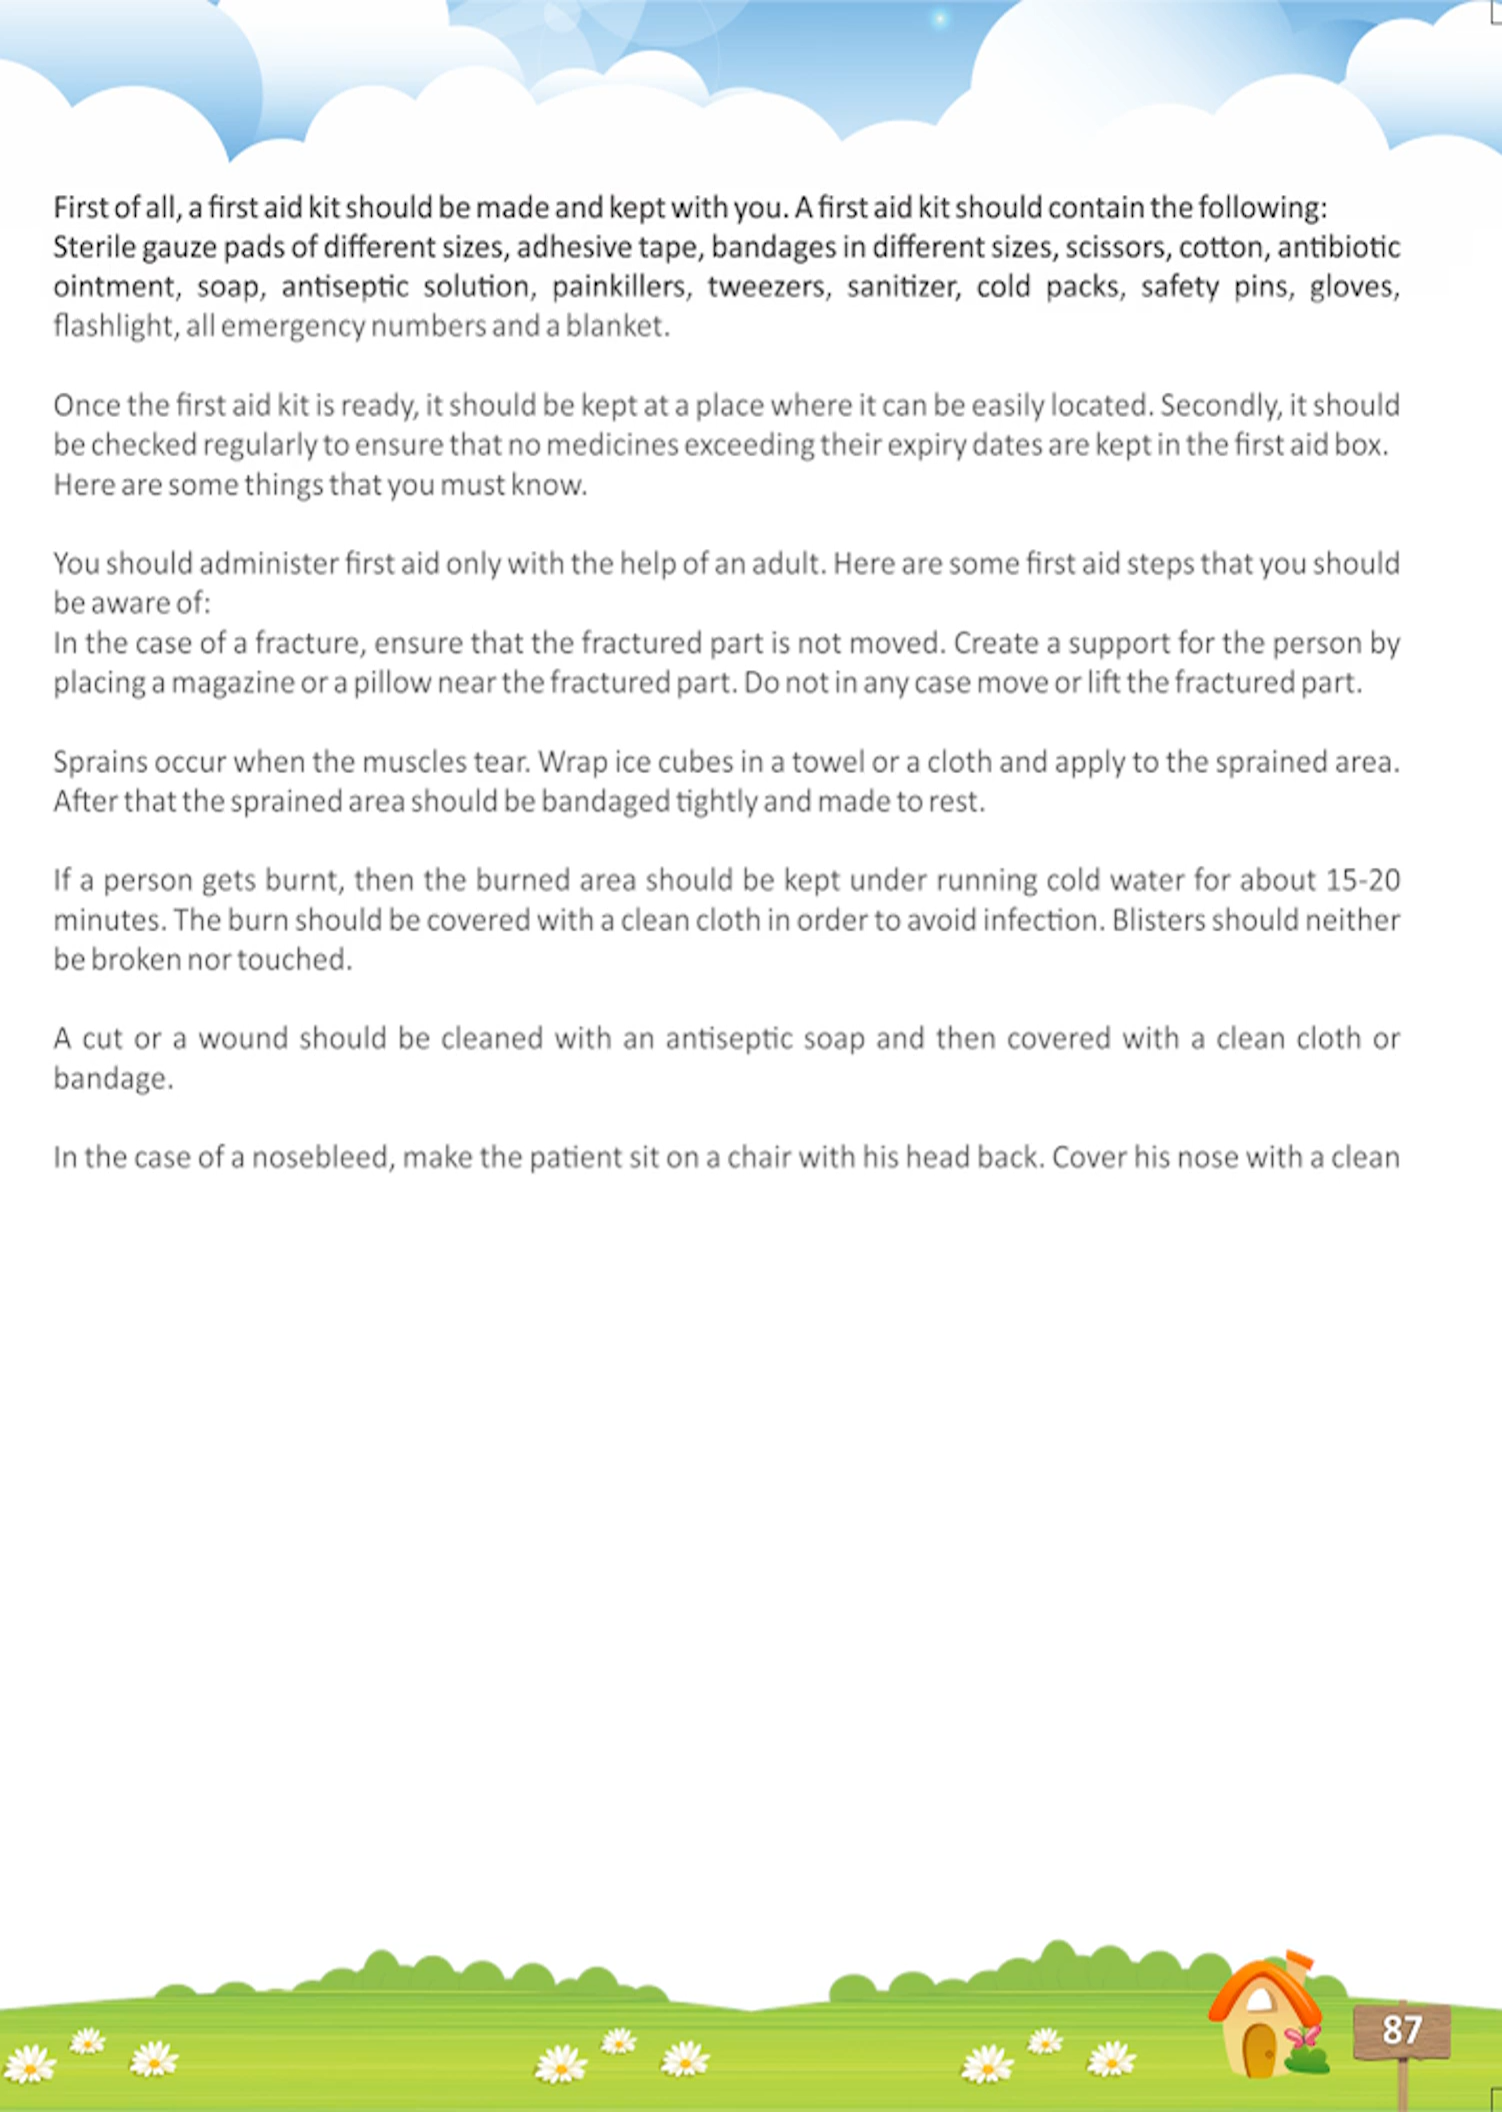 First of all, a first aid kit should be made and kept with you. A first aid kit should contain the following:
Sterile gauze pads of different sizes, adhesive tape, bandages in different sizes, scissors, cotton, antibiotic
ointment, soap, antiseptic solution, painkillers, tweezers, sanitizer, cold packs, safety pins, gloves,
flashlight, all emergency numbers and a blanket.
Once the first aid kit is ready, it should be kept at a place where it can be easily located. Secondly, it should
be checked regularly to ensure that no medicines exceeding their expiry dates are kept in the first aid box.
Here are some things that you must know.
You should administer first aid only with the help of an adult. Here are some first aid steps that you should
be aware of:
In the case of a fracture, ensure that the fractured part is not moved. Create a support for the person by
placing a magazine or a pillow near the fractured part. Do not in any case move or lift the fractured part.
Sprains occur when the muscles tear. Wrap ice cubes in a towel or a cloth and apply to the sprained area.
After that the sprained area should be bandaged tightly and made to rest.
If a person gets burnt, then the burned area should be kept under running cold water for about 15-20
minutes. The burn should be covered with a clean cloth in order to avoid infection. Blisters should neither
be broken nor touched.
A cut or a wound should be cleaned with an antiseptic soap and then covered with a clean cloth or
bandage.
In the case of a nosebleed, make the patient sit on a chair with his head back. Cover his nose with a clean
87